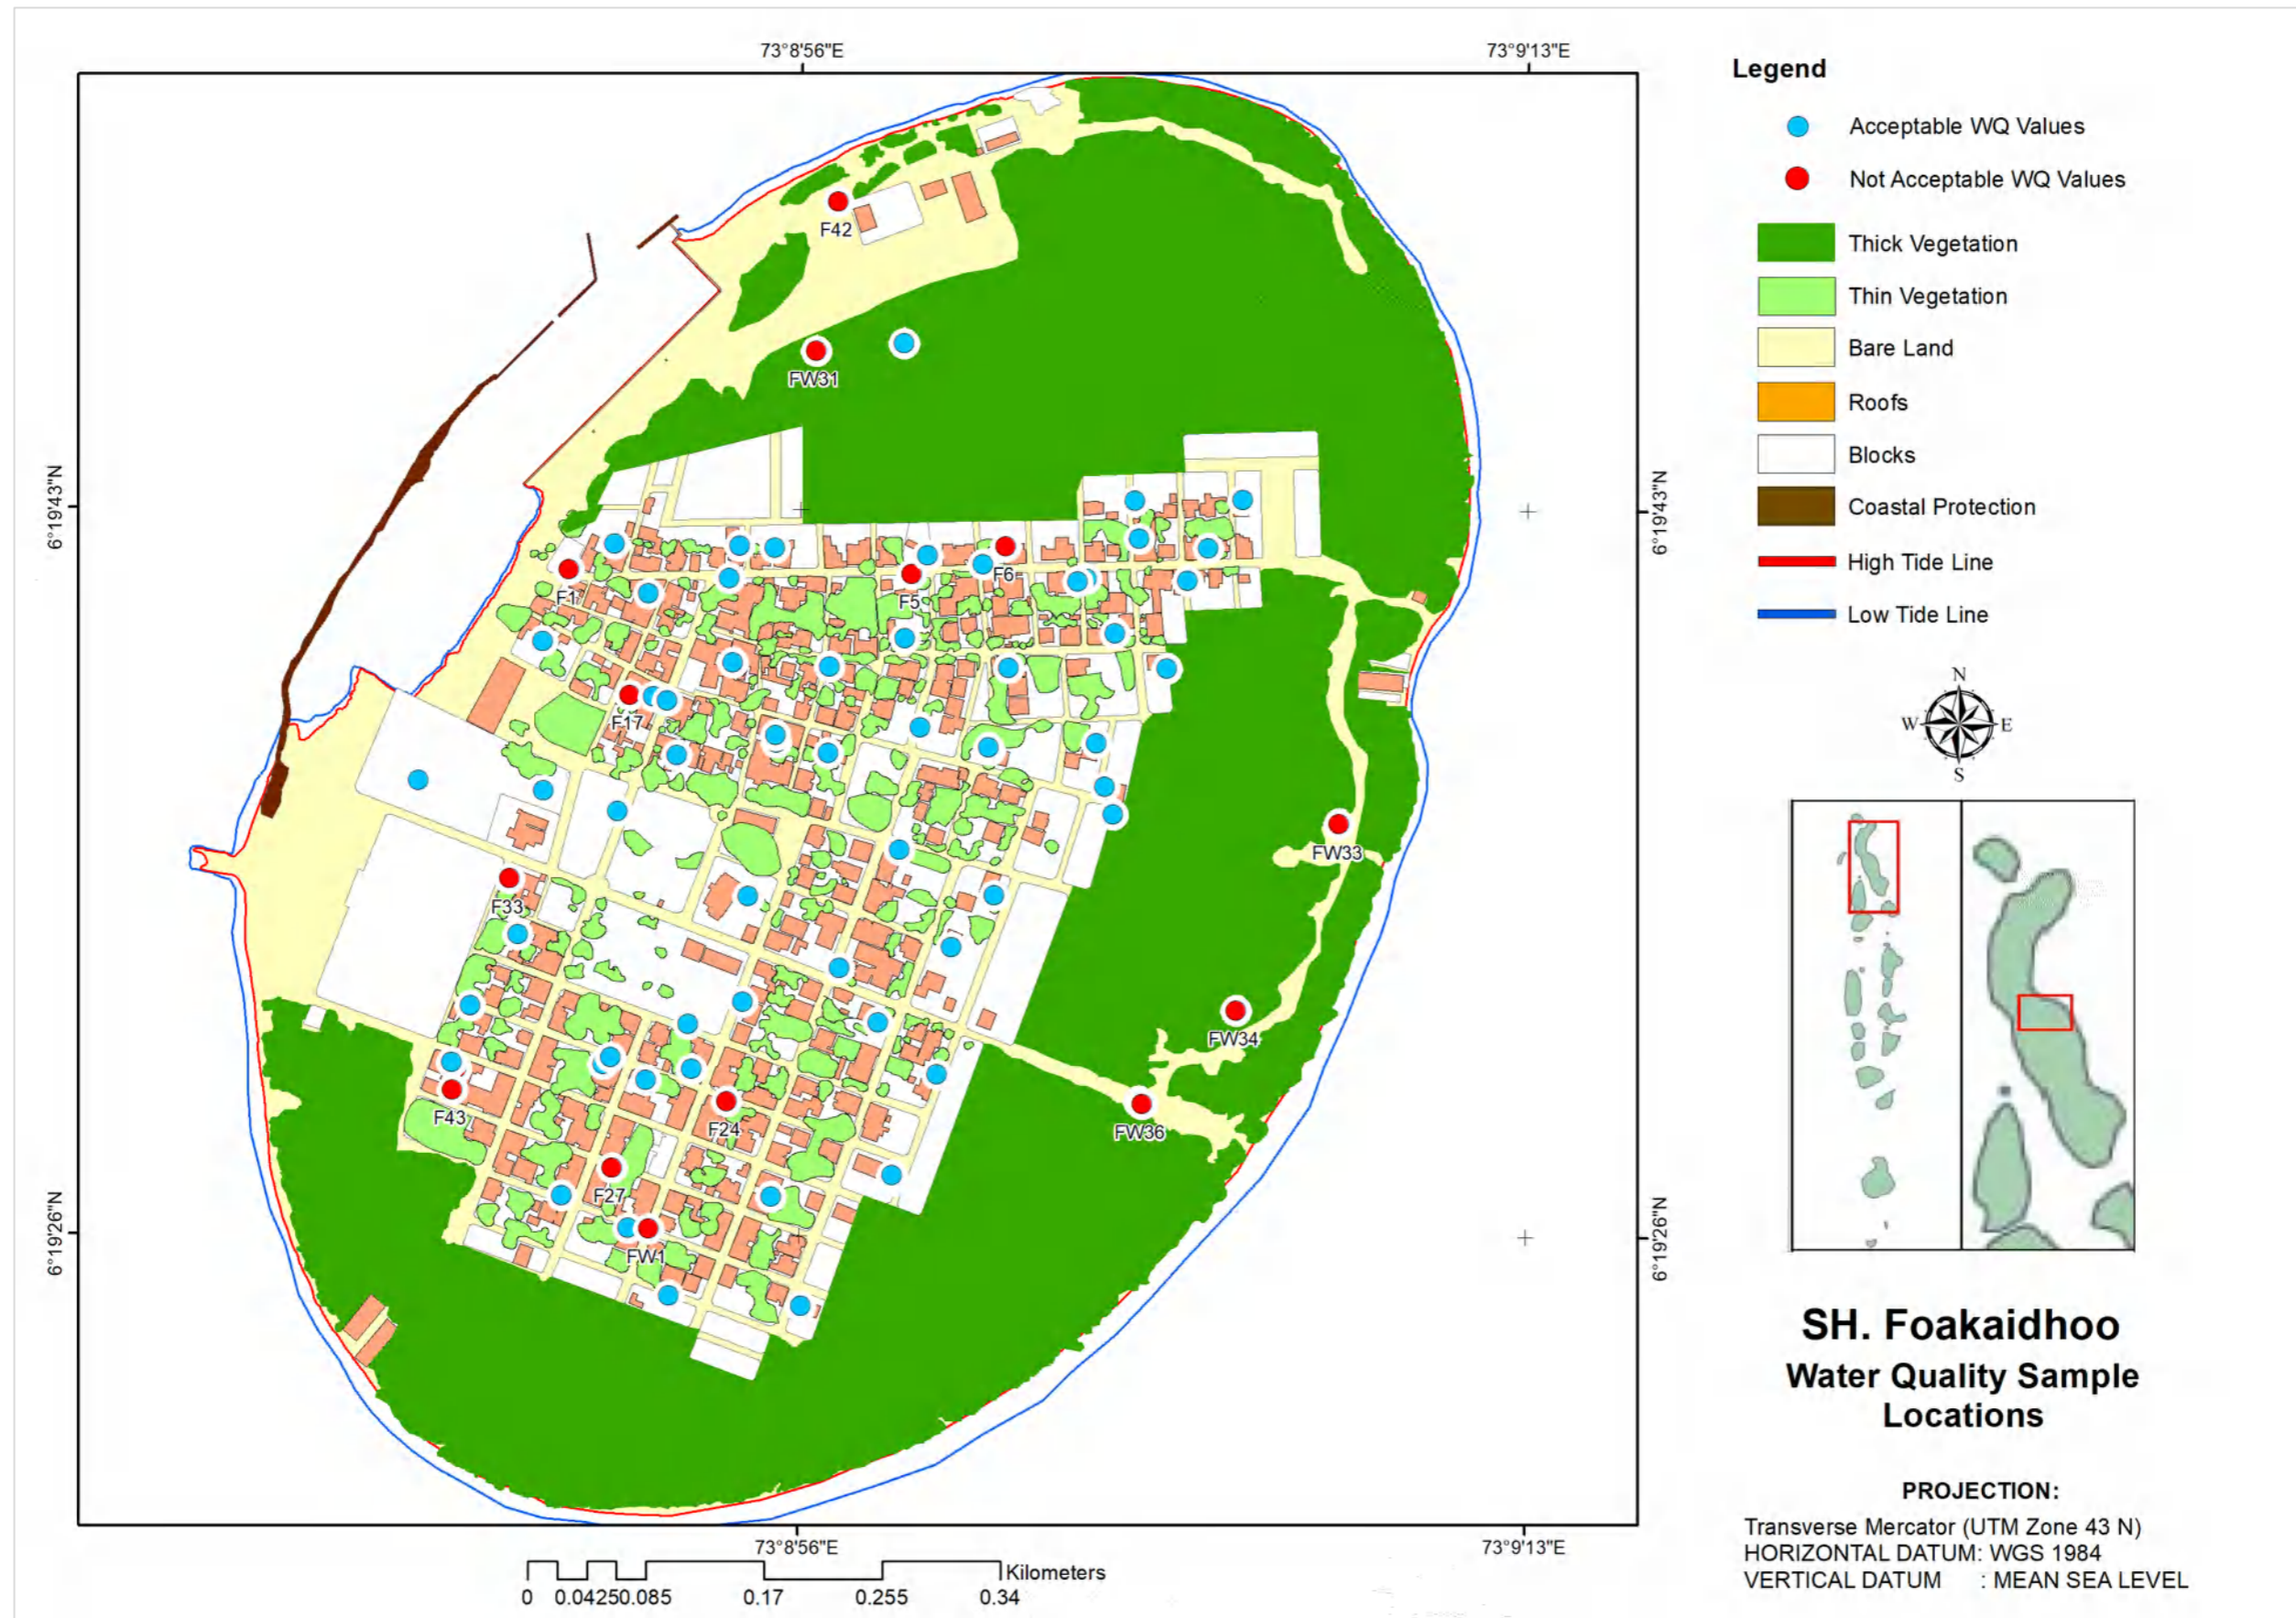 73°8'56"E
73°9'13"E
Legend
Acceptable WQ Values
Not Acceptable WQ Values
Thick Vegetation
Thin Vegetation
Bare Land
Roofs
Blocks
Coastal Protection
High Tide Line
Low Tide Line
F42
FW31
6°19'43"N
6°19'43"N
F6
F1
F5
F17
FW33
F33
FW34
F43
F24
FW36
F27
FW1
6°19'26"N
6°19'26"N
N
W
E
S
SH. Foakaidhoo
Water Quality Sample
Locations
PROJECTION:
Transverse Mercator (UTM Zone 43 N)
HORIZONTAL DATUM: WGS 1984
VERTICAL DATUM : MEAN SEA LEVEL
73°8'56"E
73°9'13"E
Kilometers
0 0.0425 0.085 0.17 0.255 0.34